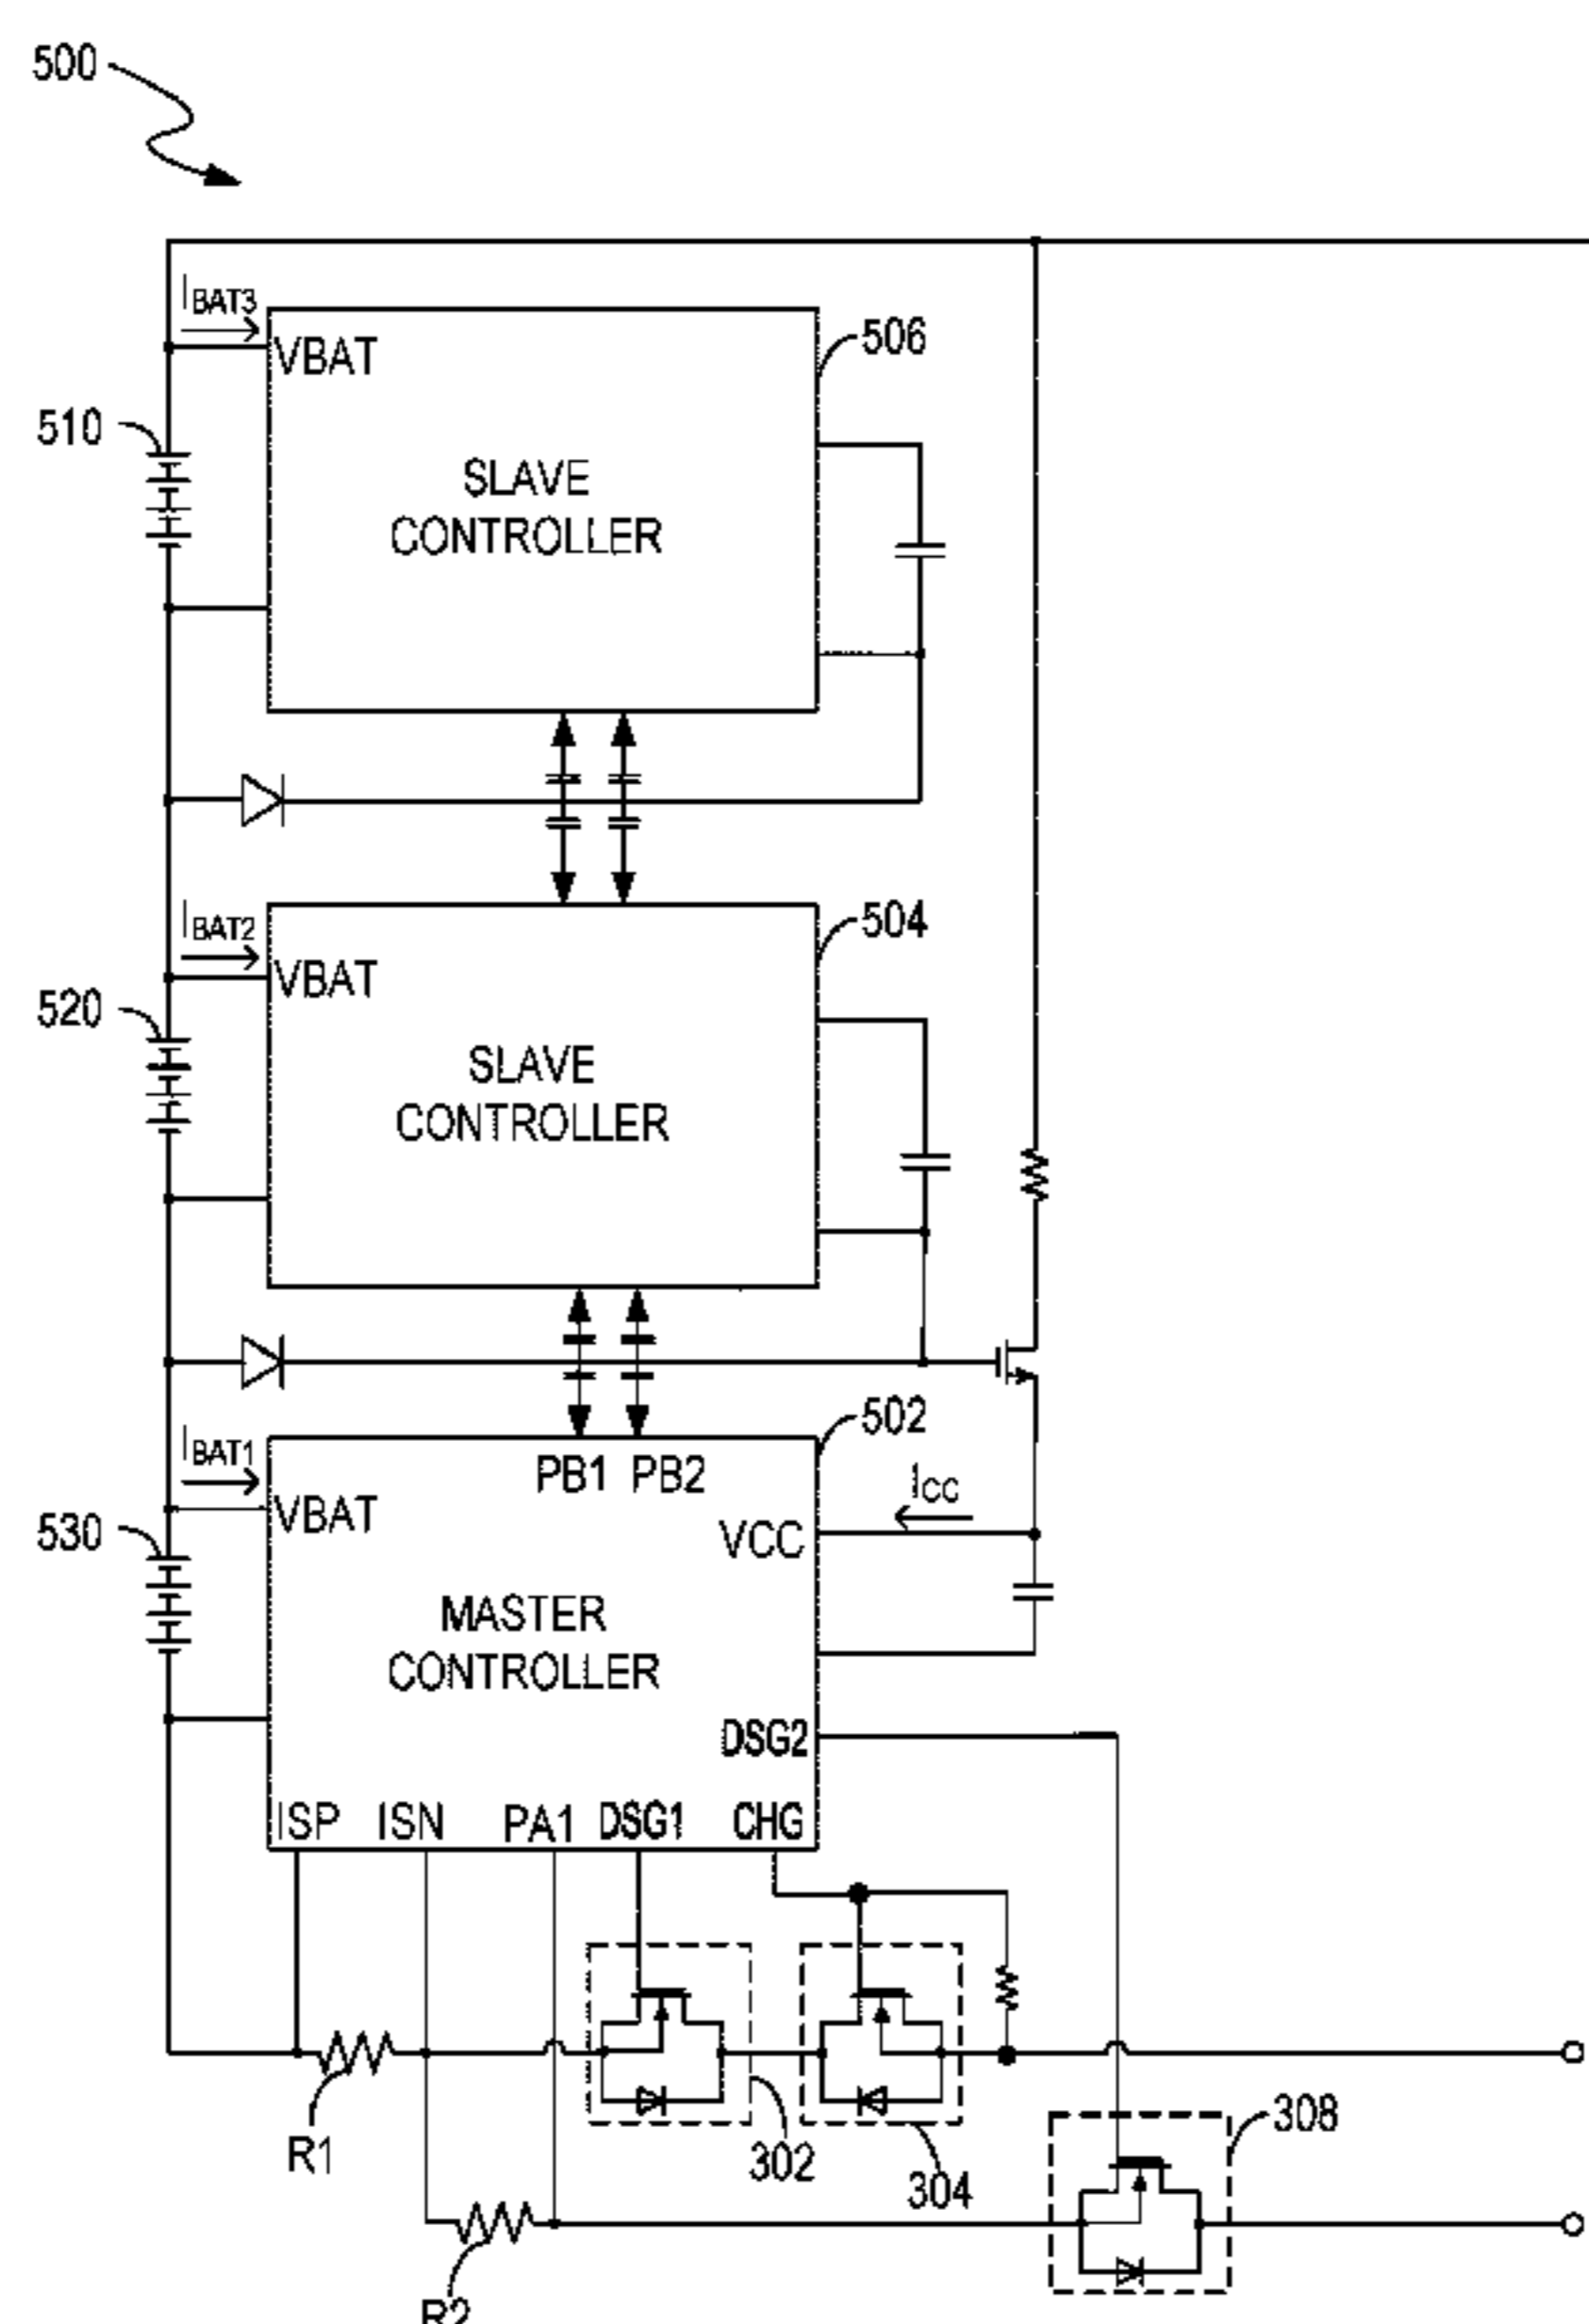 500
IBAT3
VBAT
506
510
SLAVE
CONTROLLER
IBAT2
504
VBAT
520
SLAVE
CONTROLLER
502
IBAT1
PB1 PB2
VBAT
ICC
530
VCC
MASTER
CONTROLLER
DSG2
ISP ISN PA1 DSG1 CHG
R1
302
304
308
R2